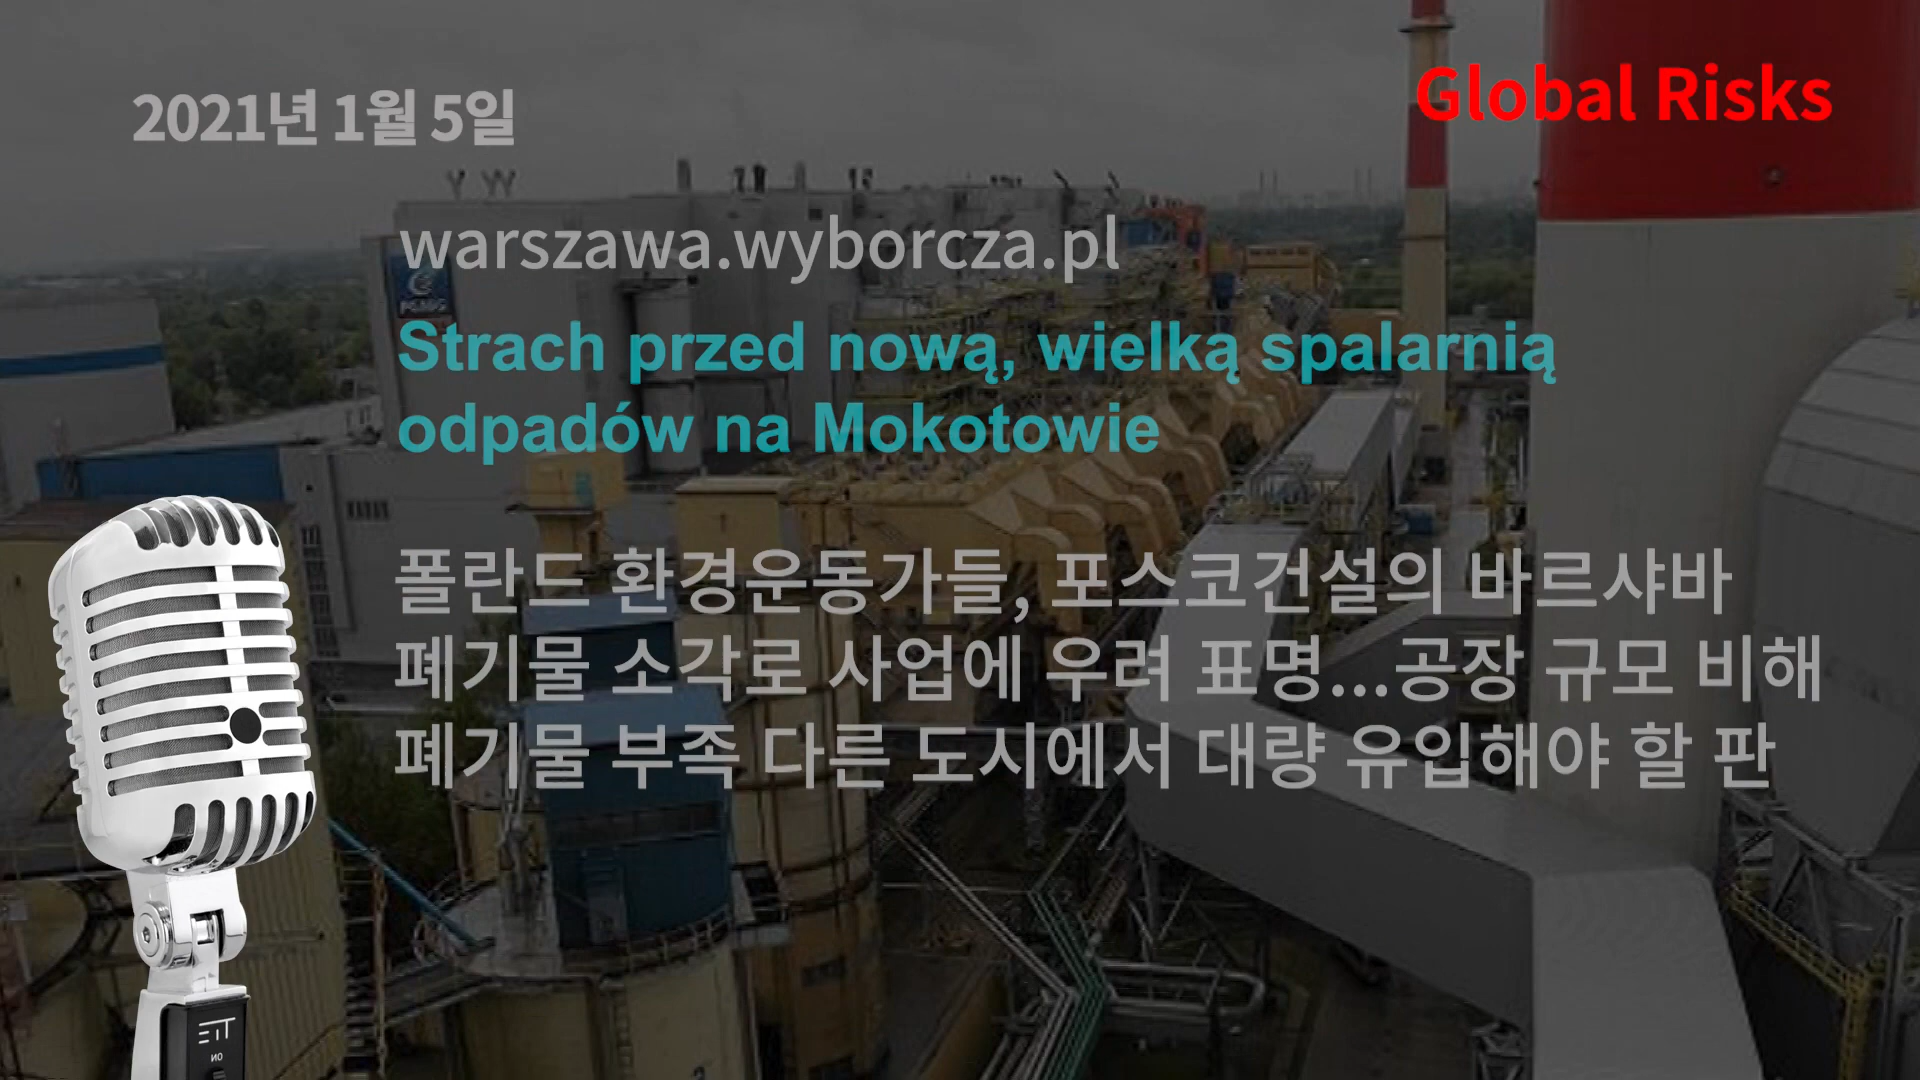 2021년 1월 5일
Global Risks
warszawa.wyborcza.pl
Strach przed nową, wielką spalarnią
odpadów na Mokotowie
폴란드 환경운동가들, 포스코건설의 바르샤바
폐기물 소각로 사업에 우려 표명...공장 규모 비해
폐기물 부족 다른 도시에서 대량 유입해야 할 판